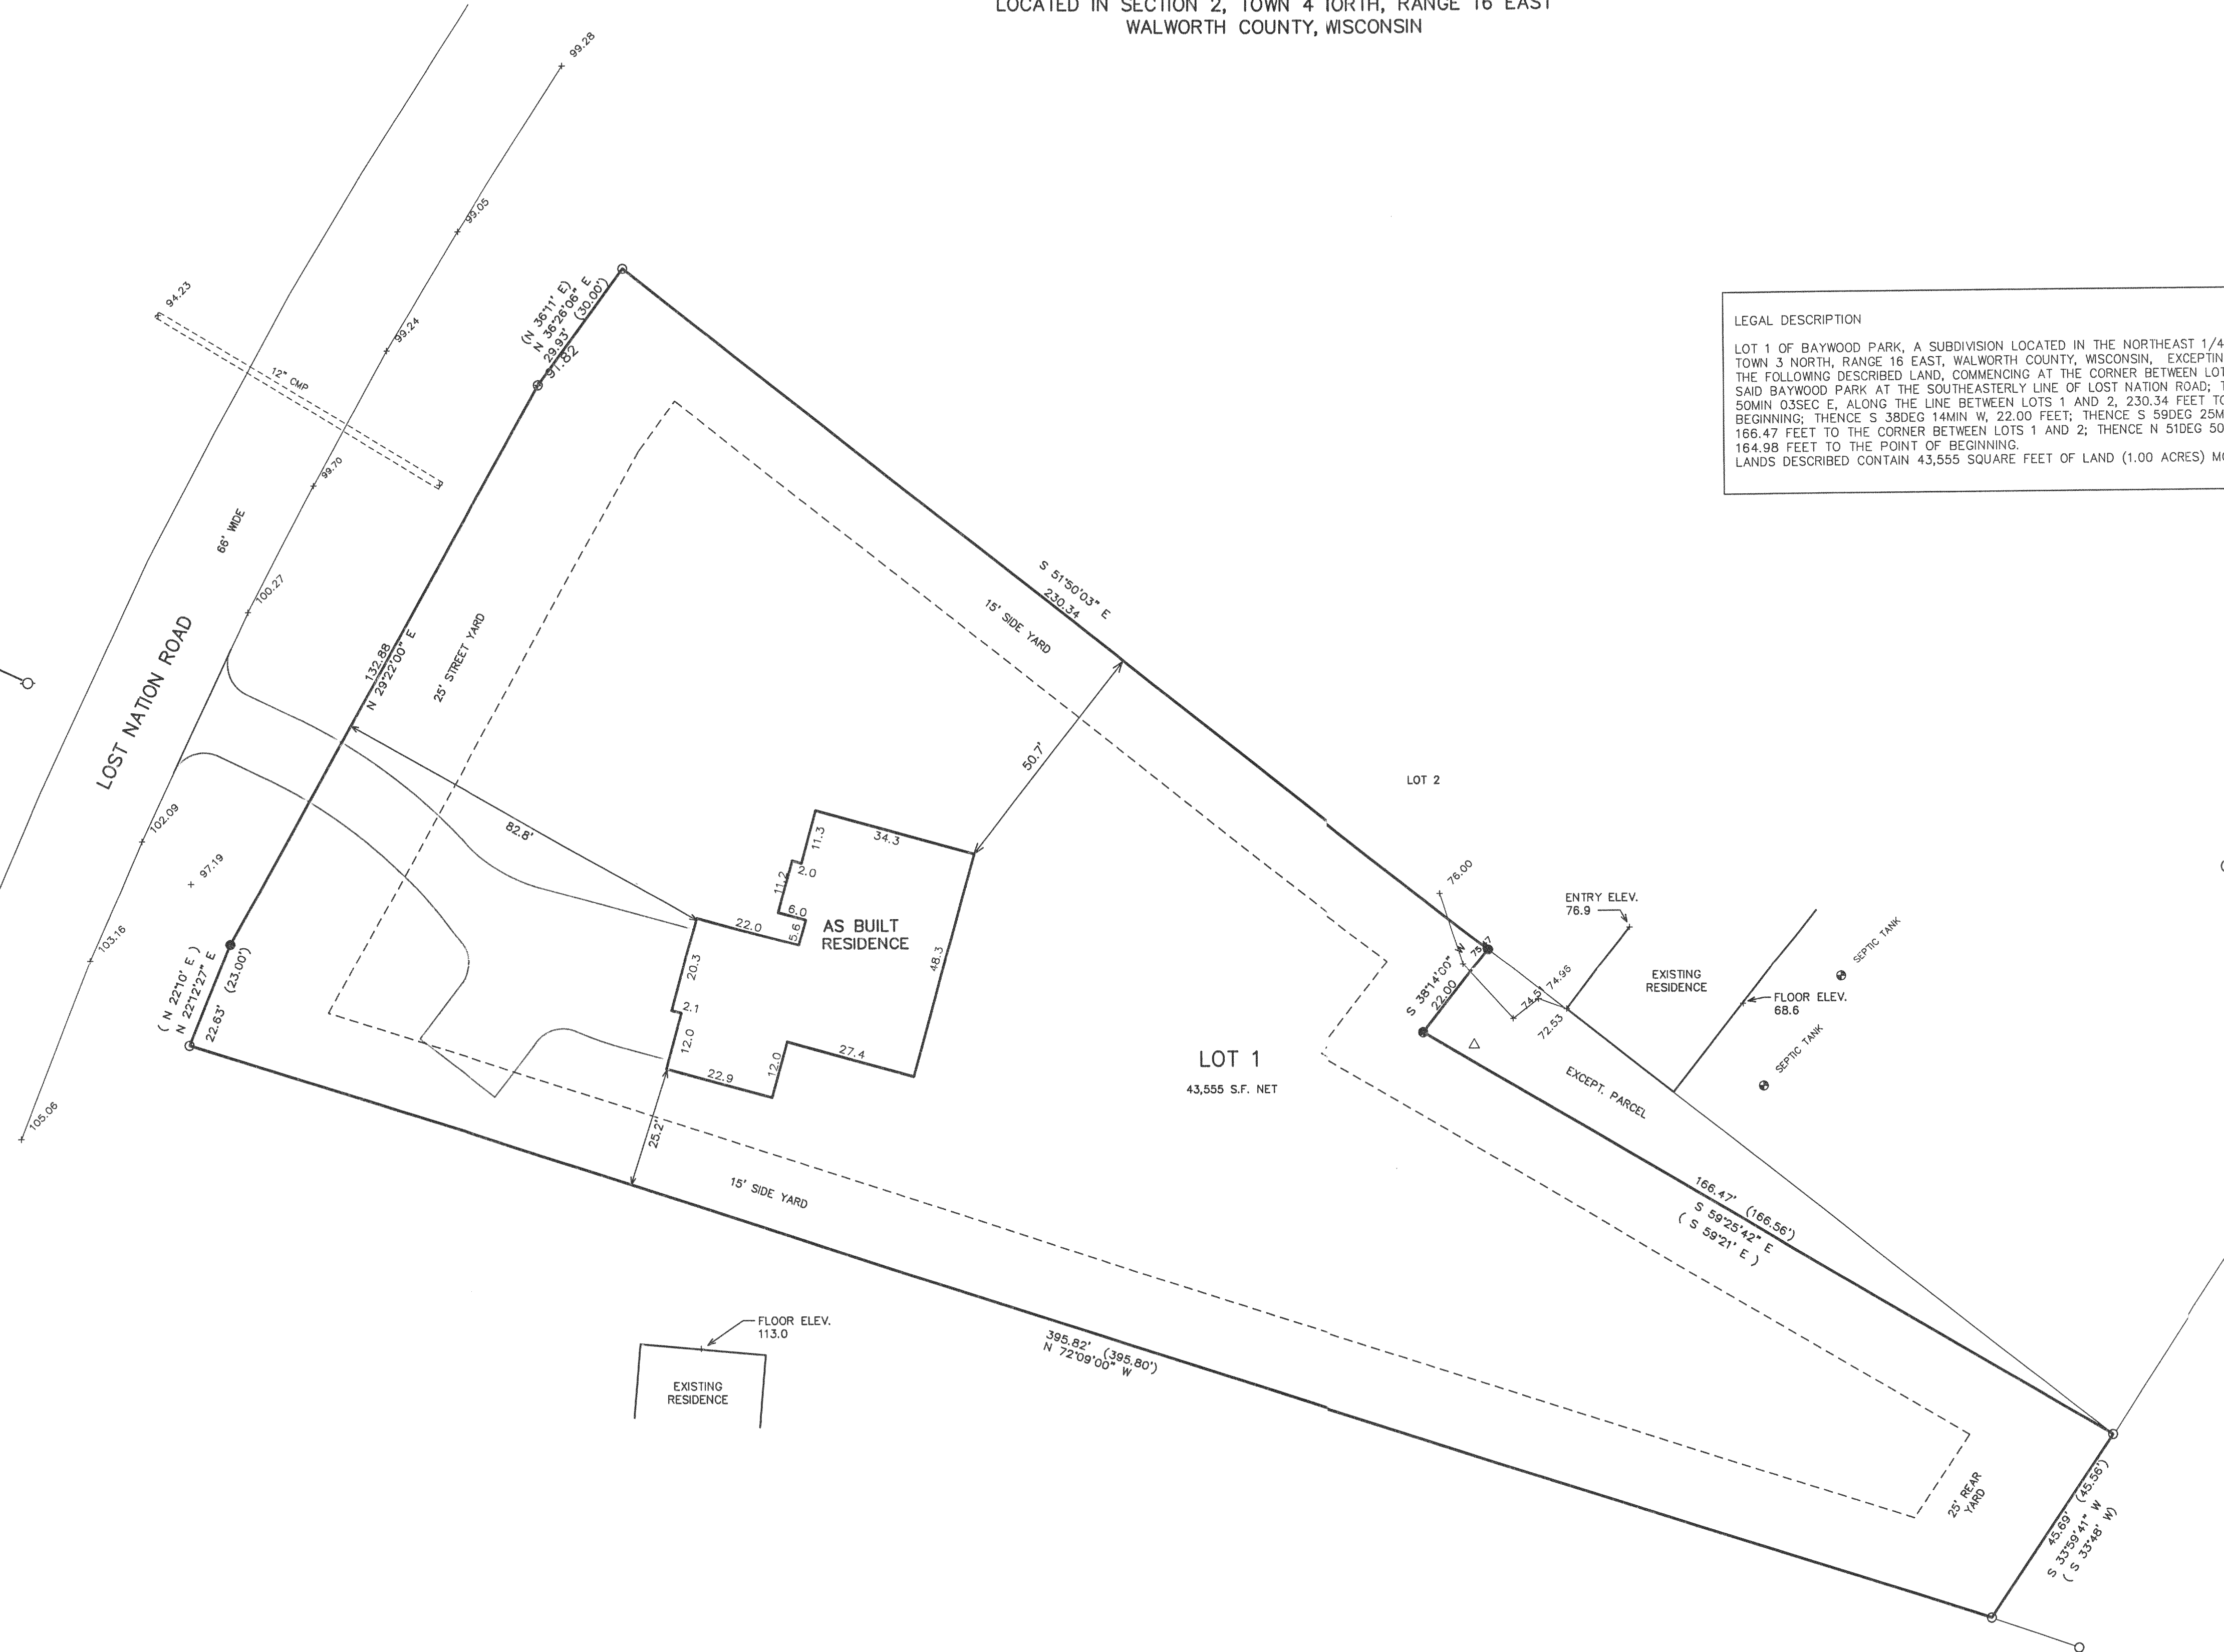 LOCATED IN SECTION 2, TOWN 4 NORTH, RANGE 16 EAST
WALWORTH COUNTY, WISCONSIN
99.28
99.05
94.23
99.24
12" CMP
99.70
66' WIDE
100.27
LOST NATION ROAD
102.09
97.19
103.16
105.06
(N 36°11' E)
N 36°26'06" E
29.93' (30.00')
91.82
132.88
N 29°22'00" E
25' STREET YARD
( N 22°10' E )
N 22°12'27" E
22.63' (23.00')
S 51°50'03" E
230.34
15' SIDE YARD
50.7'
82.8'
11.3
34.3
2.0
11.2
6.0
5.6
22.0
AS BUILT
RESIDENCE
48.3
20.3
2.1
12.0
22.9
12.0
27.4
25.2'
15' SIDE YARD
LOT 1
43,555 S.F. NET
LEGAL DESCRIPTION
LOT 1 OF BAYWOOD PARK, A SUBDIVISION LOCATED IN THE NORTHEAST 1/4
TOWN 3 NORTH, RANGE 16 EAST, WALWORTH COUNTY, WISCONSIN, EXCEPTIN
THE FOLLOWING DESCRIBED LAND, COMMENCING AT THE CORNER BETWEEN LOT
SAID BAYWOOD PARK AT THE SOUTHEASTERLY LINE OF LOST NATION ROAD; T
50MIN 03SEC E, ALONG THE LINE BETWEEN LOTS 1 AND 2, 230.34 FEET TO
BEGINNING; THENCE S 38DEG 14MIN W, 22.00 FEET; THENCE S 59DEG 25M
166.47 FEET TO THE CORNER BETWEEN LOTS 1 AND 2; THENCE N 51DEG 50
164.98 FEET TO THE POINT OF BEGINNING.
LANDS DESCRIBED CONTAIN 43,555 SQUARE FEET OF LAND (1.00 ACRES) MO
LOT 2
76.00
ENTRY ELEV.
76.9
S 38°14'00" W
22.00
74.51
74.96
72.53
EXISTING
RESIDENCE
SEPTIC TANK
FLOOR ELEV.
68.6
SEPTIC TANK
EXCEPT. PARCEL
166.47' (166.56')
S 59°25'42" E
( S 59°21' E )
FLOOR ELEV.
113.0
EXISTING
RESIDENCE
395.82' (395.80')
N 72°09'00" W
25' REAR
YARD
45.69' (45.56')
S 33°59'41" W
( S 33°48' W)